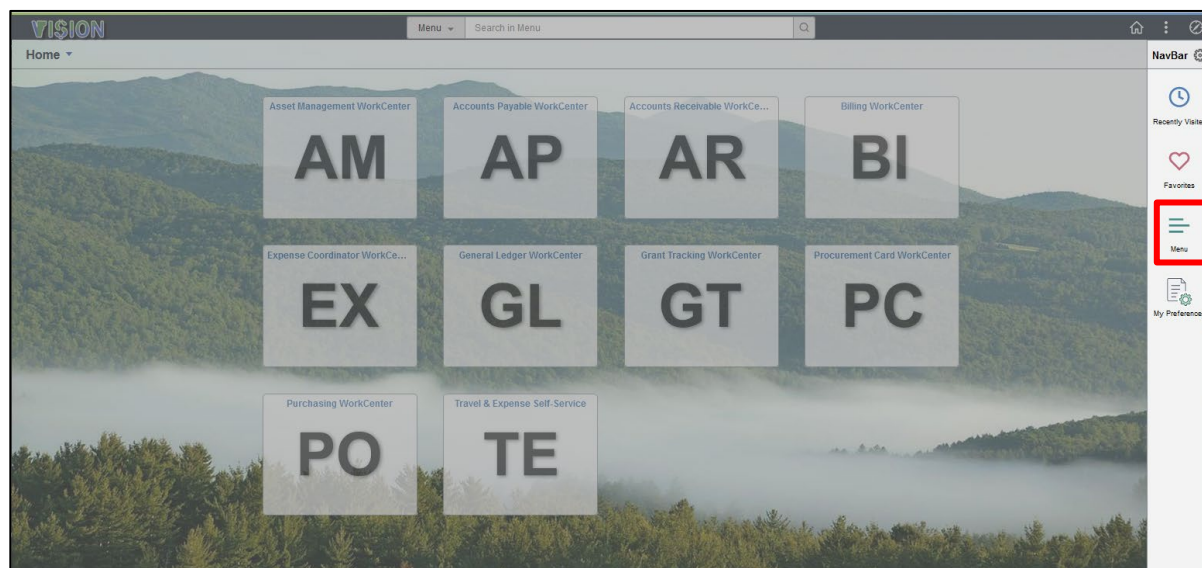 VISION
Menu
Search in Menu
Home
NavBar
Asset Management WorkCenter
AM
Accounts Payable WorkCenter
AP
Accounts Receivable WorkCe...
AR
Billing WorkCenter
BI
Expense Coordinator WorkCe...
EX
General Ledger WorkCenter
GL
Grant Tracking WorkCenter
GT
Procurement Card WorkCenter
PC
Purchasing WorkCenter
PO
Travel & Expense Self-Service
TE
Recently Visite
Favorites
Menu
My Preference